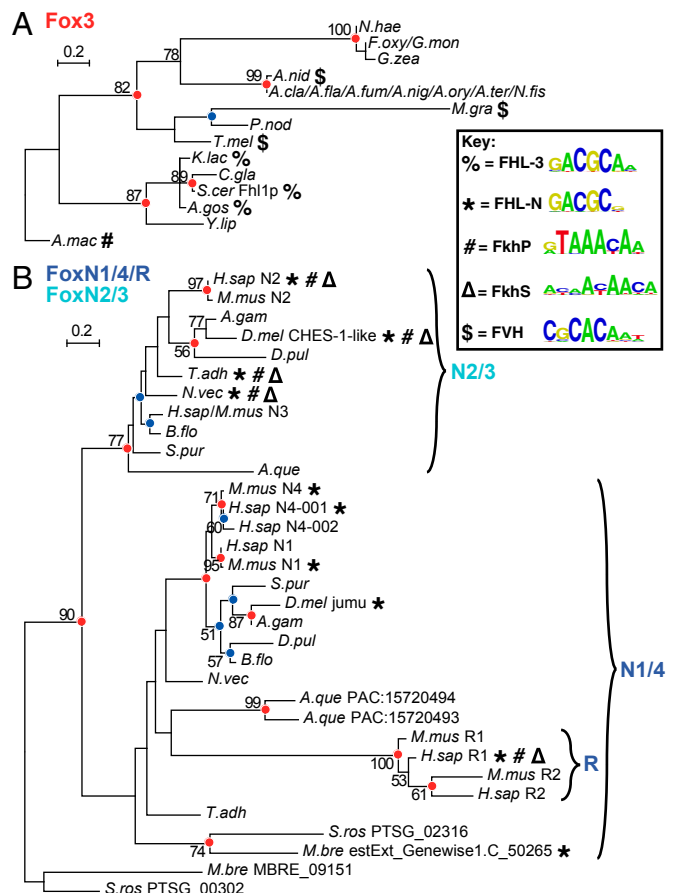 A Fox3
0.2
100
N.hae
F.oxy/G.mon
G.zea
78
99
A.nid $
A.cla/A.fla/A.fum/A.nig/A.ory/A.ter/N.fis
82
M.gra $
P.nod
T.mel $
K.lac %
C.gla
89
S.cer Fhl1p %
87
A.gos %
Y.lip
A.mac #
Key:
% = FHL-3 GACGCAA
* = FHL-N GACGC
# = FkhP GTAAACAA
Δ = FkhS
$ = FVH
B FoxN1/4/R
FoxN2/3
0.2
97
H.sap N2 * # Δ
M.mus N2
A.gam
77
D.mel CHES-1-like * # Δ
56
D.pul
T.adh * # Δ
N.vec * # Δ
H.sap/M.mus N3
B.flo
S.pur
77
A.que
N2/3
M.mus N4 *
71
H.sap N4-001 *
60
H.sap N4-002
H.sap N1
95
M.mus N1 *
S.pur
D.mel jumu *
87
A.gam
51
D.pul
57
B.flo
90
N.vec
N1/4
99
A.que PAC:15720494
A.que PAC:15720493
M.mus R1
100
H.sap R1 * # Δ
53
M.mus R2
61
H.sap R2
R
T.adh
S.ros PTSG_02316
74
M.bre estExt_Genewise1.C_50265 *
M.bre MBRE_09151
S.ros PTSG_00302